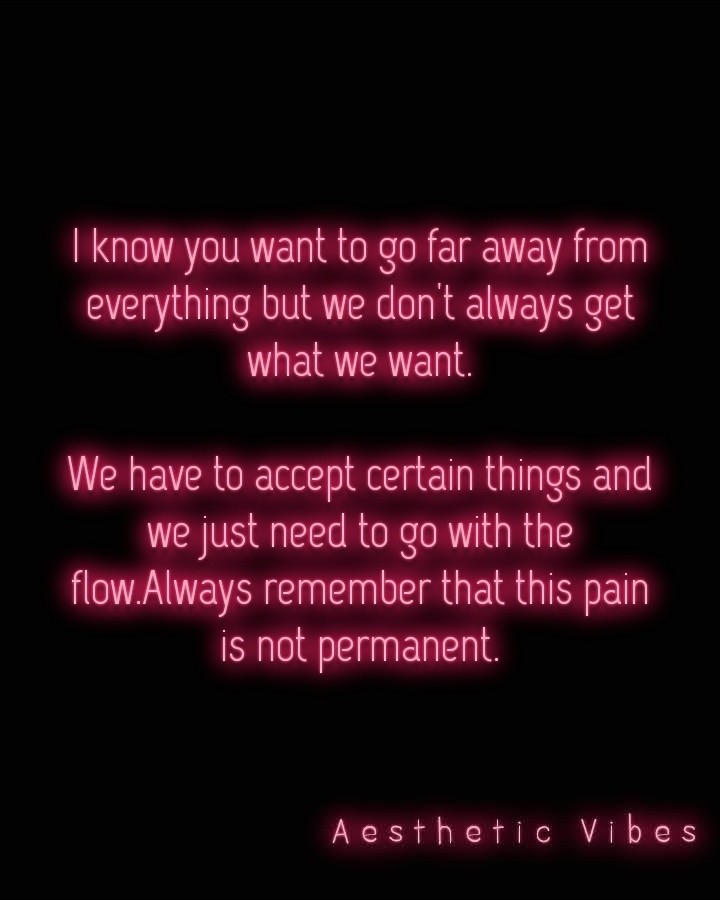 I know you want to go far away from
everything but we don't always get
what we want.
We have to accept certain things and
we just need to go with the
flow.Always remember that this pain
is not permanent.
Aesthetic Vibes